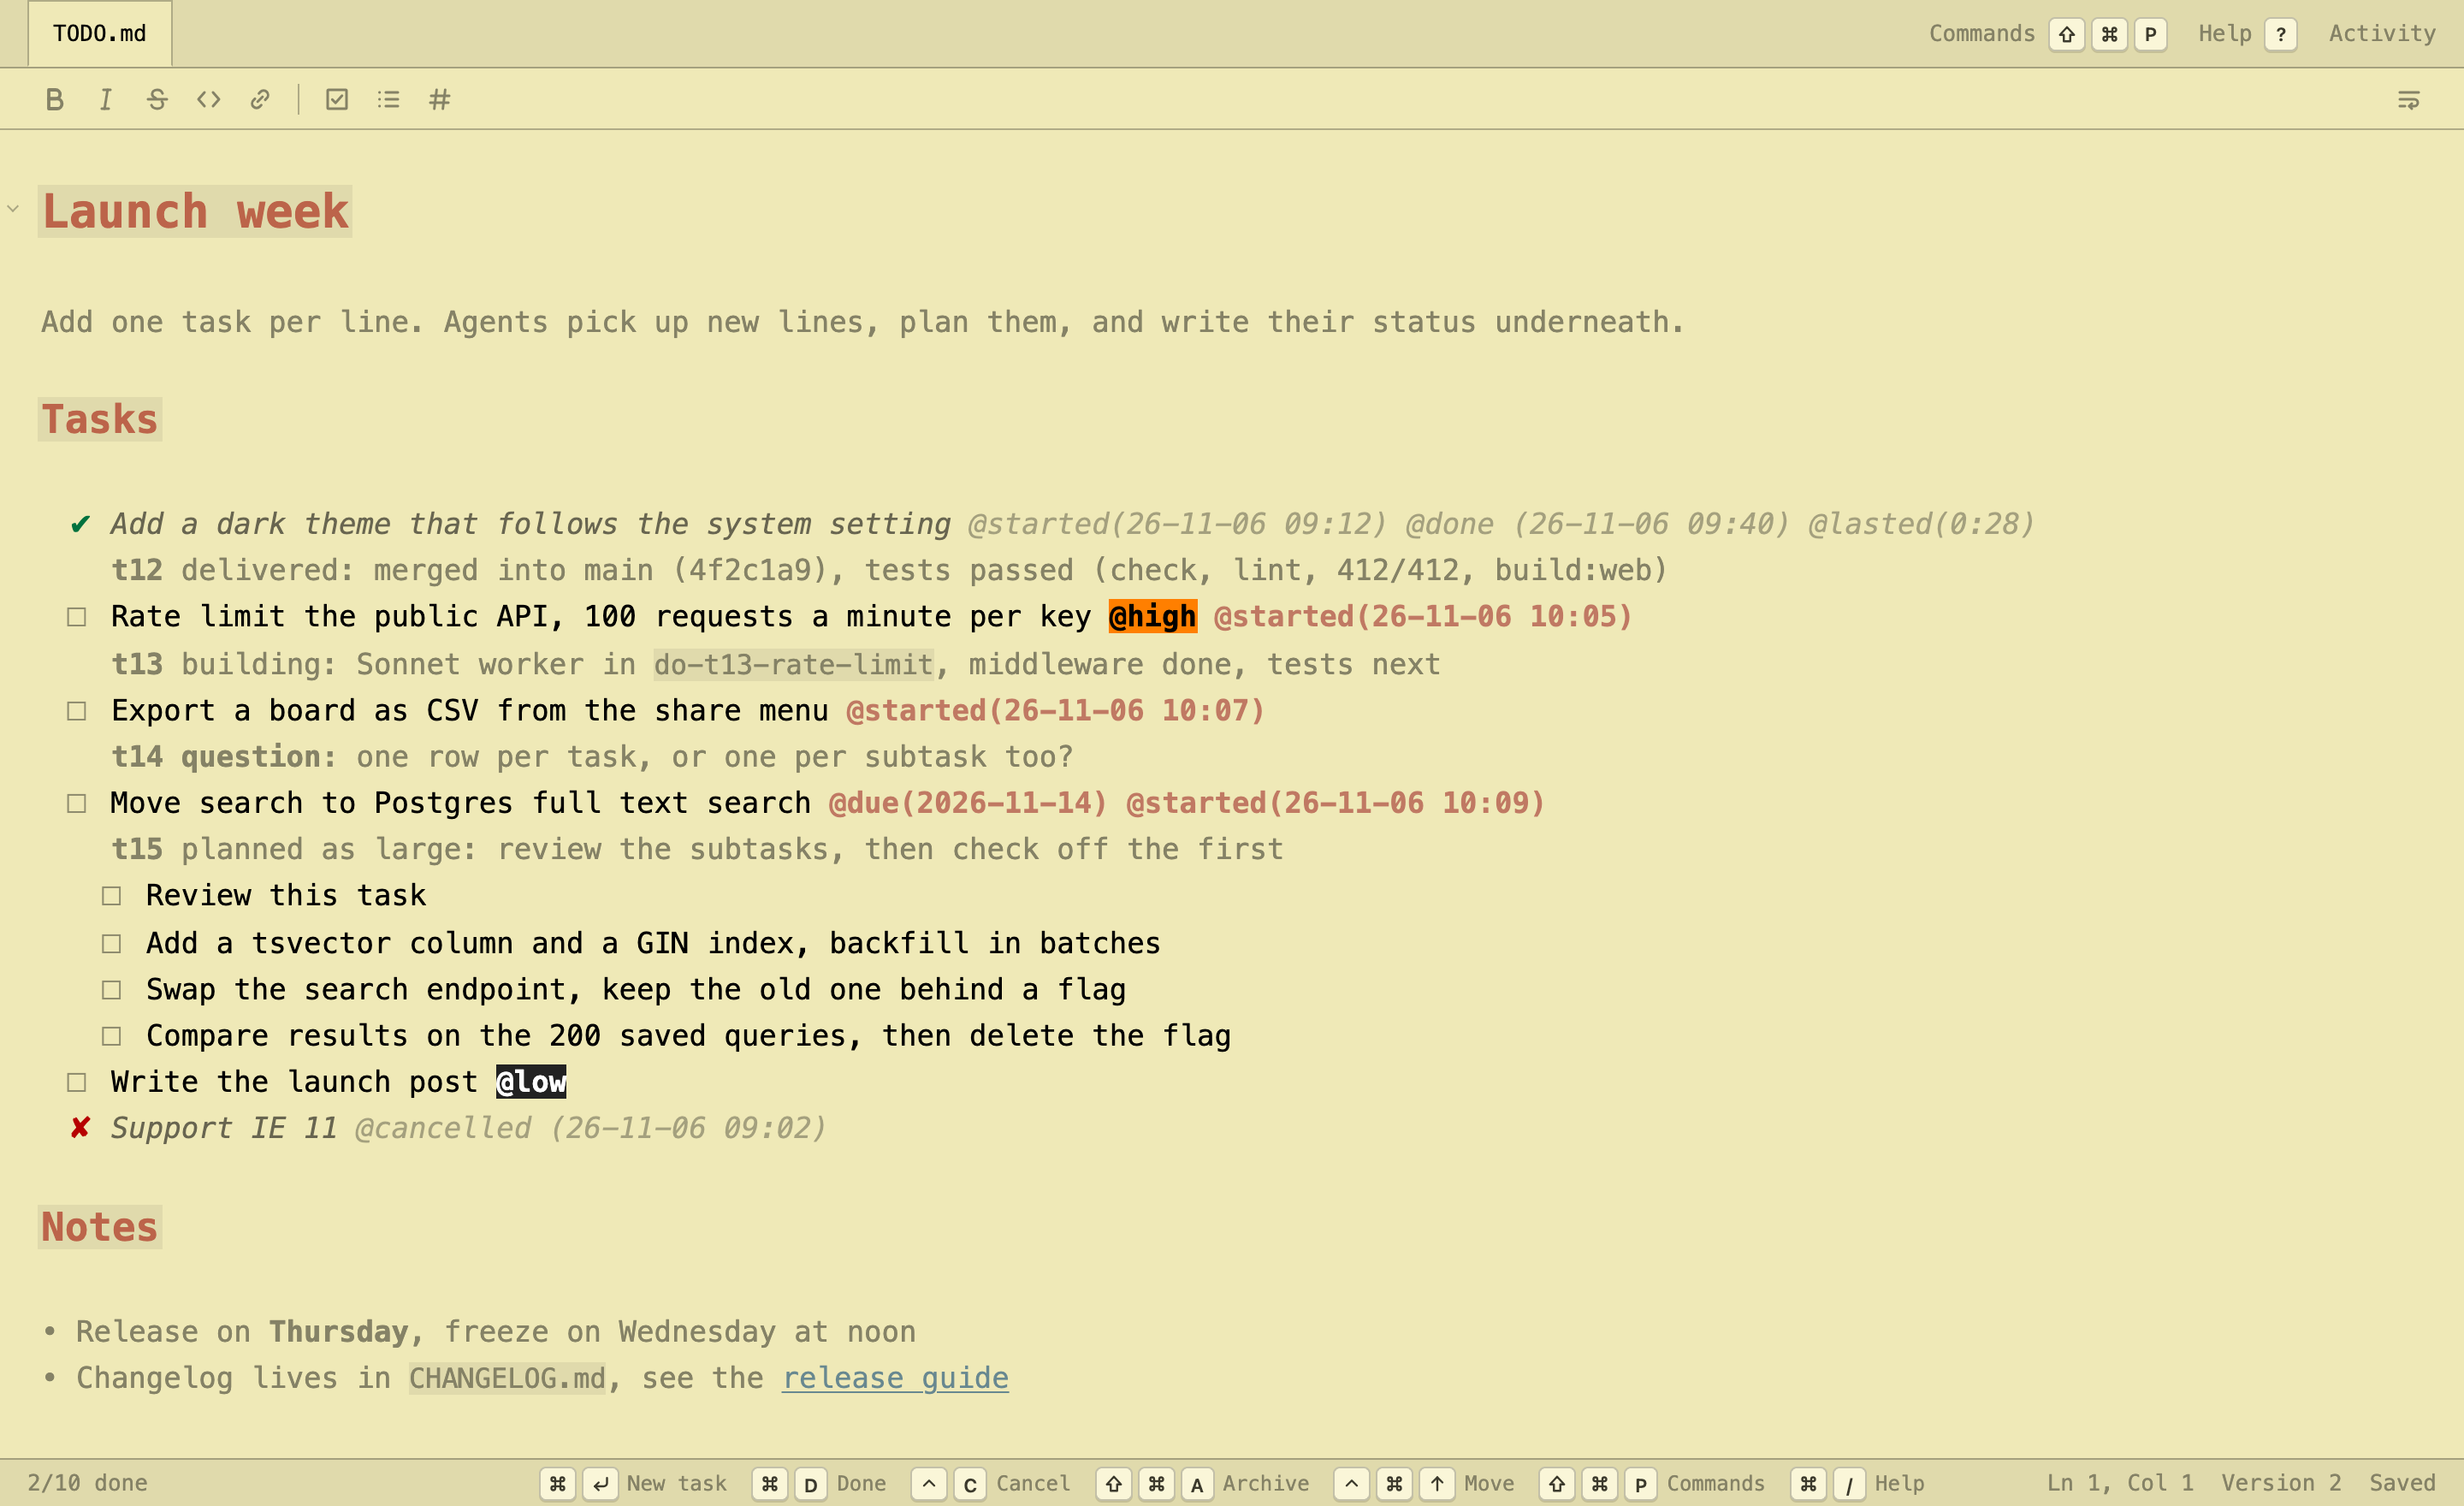 TODO.md
Commands ⇧ ⌘ P Help ? Activity
B I S <> #
Launch week
Add one task per line. Agents pick up new lines, plan them, and write their status underneath.
Tasks
✔ Add a dark theme that follows the system setting @started(26-11-06 09:12) @done (26-11-06 09:40) @lasted(0:28)
t12 delivered: merged into main (4f2c1a9), tests passed (check, lint, 412/412, build:web)
☐ Rate limit the public API, 100 requests a minute per key @high @started(26-11-06 10:05)
t13 building: Sonnet worker in do-t13-rate-limit, middleware done, tests next
☐ Export a board as CSV from the share menu @started(26-11-06 10:07)
t14 question: one row per task, or one per subtask too?
☐ Move search to Postgres full text search @due(2026-11-14) @started(26-11-06 10:09)
t15 planned as large: review the subtasks, then check off the first
☐ Review this task
☐ Add a tsvector column and a GIN index, backfill in batches
☐ Swap the search endpoint, keep the old one behind a flag
☐ Compare results on the 200 saved queries, then delete the flag
☐ Write the launch post @low
✘ Support IE 11 @cancelled (26-11-06 09:02)
Notes
• Release on Thursday, freeze on Wednesday at noon
• Changelog lives in CHANGELOG.md, see the release guide
2/10 done ⌘ ↵ New task ⌘ D Done ^ C Cancel ⇧ ⌘ A Archive ^ ⌘ ↑ Move ⇧ ⌘ P Commands ⌘ / Help Ln 1, Col 1 Version 2 Saved